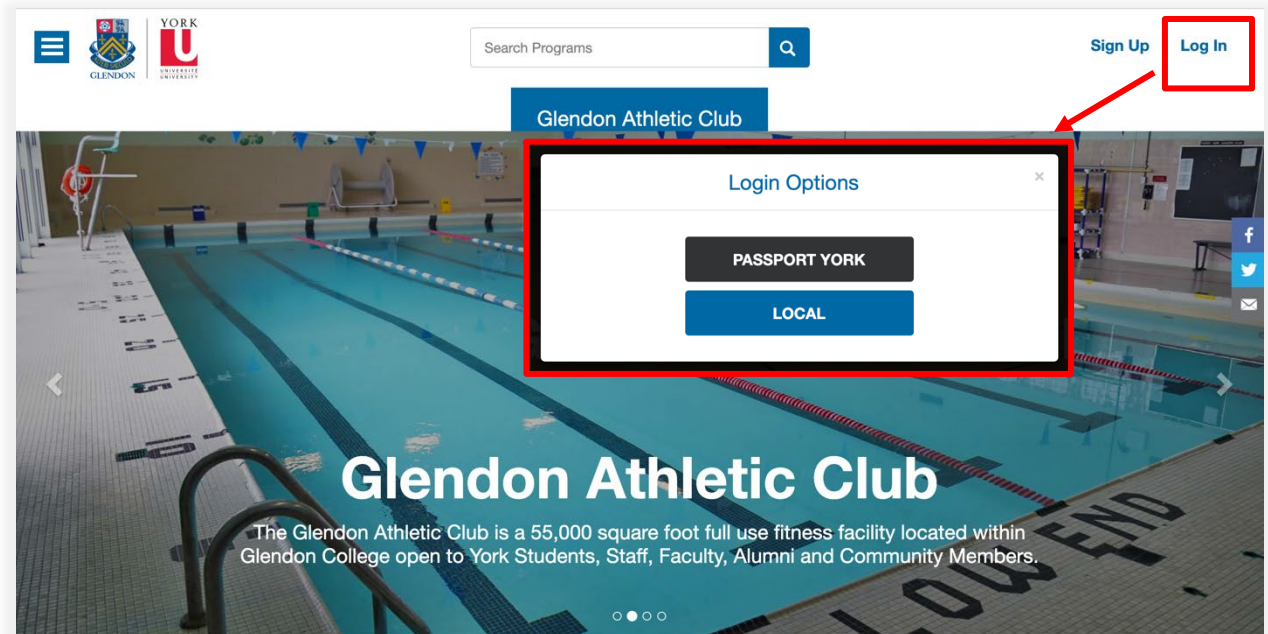 YORK
U
GLENDON
UNIVERSITÉ
UNIVERSITY
Search Programs
Sign Up
Log In
Glendon Athletic Club
Login Options
×
PASSPORT YORK
LOCAL
f
Glendon Athletic Club
The Glendon Athletic Club is a 55,000 square foot full use fitness facility located within
Glendon College open to York Students, Staff, Faculty, Alumni and Community Members.
LOW END